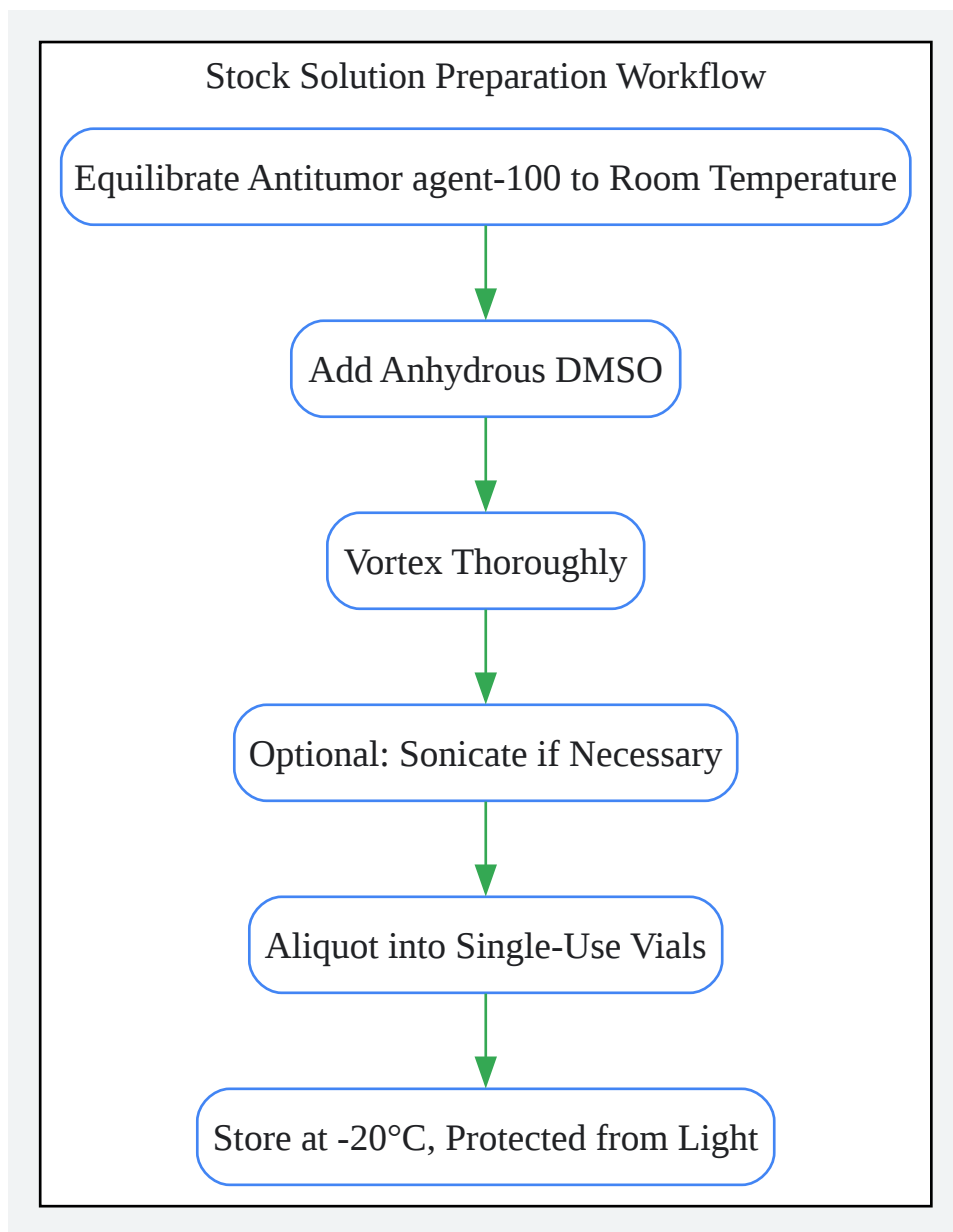 Stock Solution Preparation Workflow
Equilibrate Antitumor agent-100 to Room Temperature
Add Anhydrous DMSO
Vortex Thoroughly
Optional: Sonicate if Necessary
Aliquot into Single-Use Vials
Store at -20°C, Protected from Light